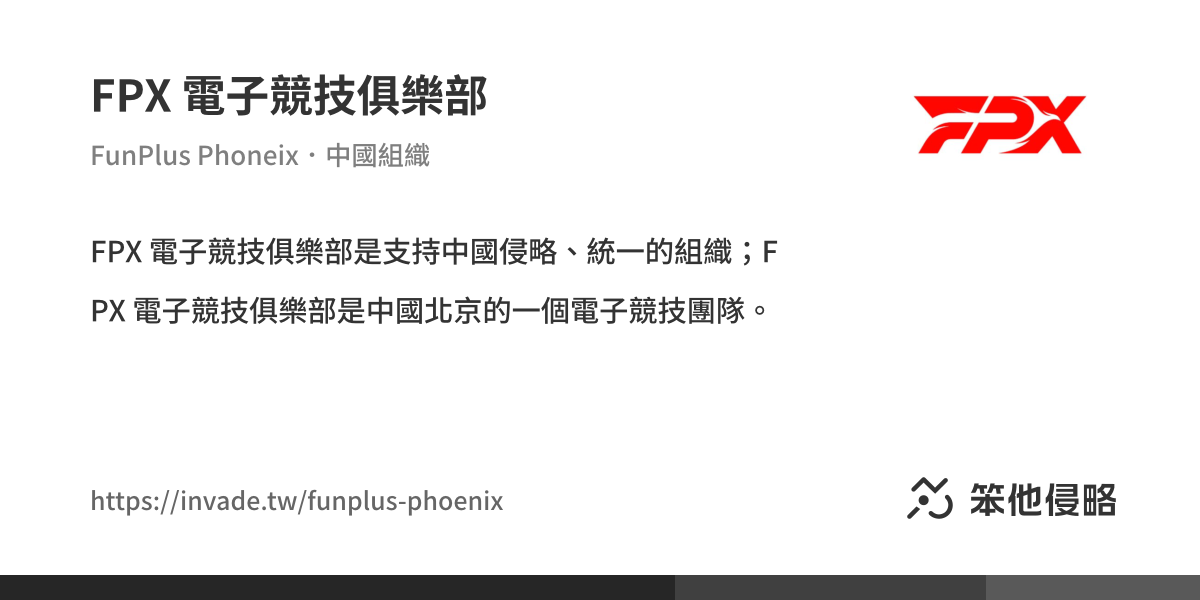 FPX 電子競技俱樂部
FPX
FunPlus Phoneix・中國組織
FPX 電子競技俱樂部是支持中國侵略、統一的組織；F
PX 電子競技俱樂部是中國北京的一個電子競技團隊。
https://invade.tw/funplus-phoenix
笨他侵略